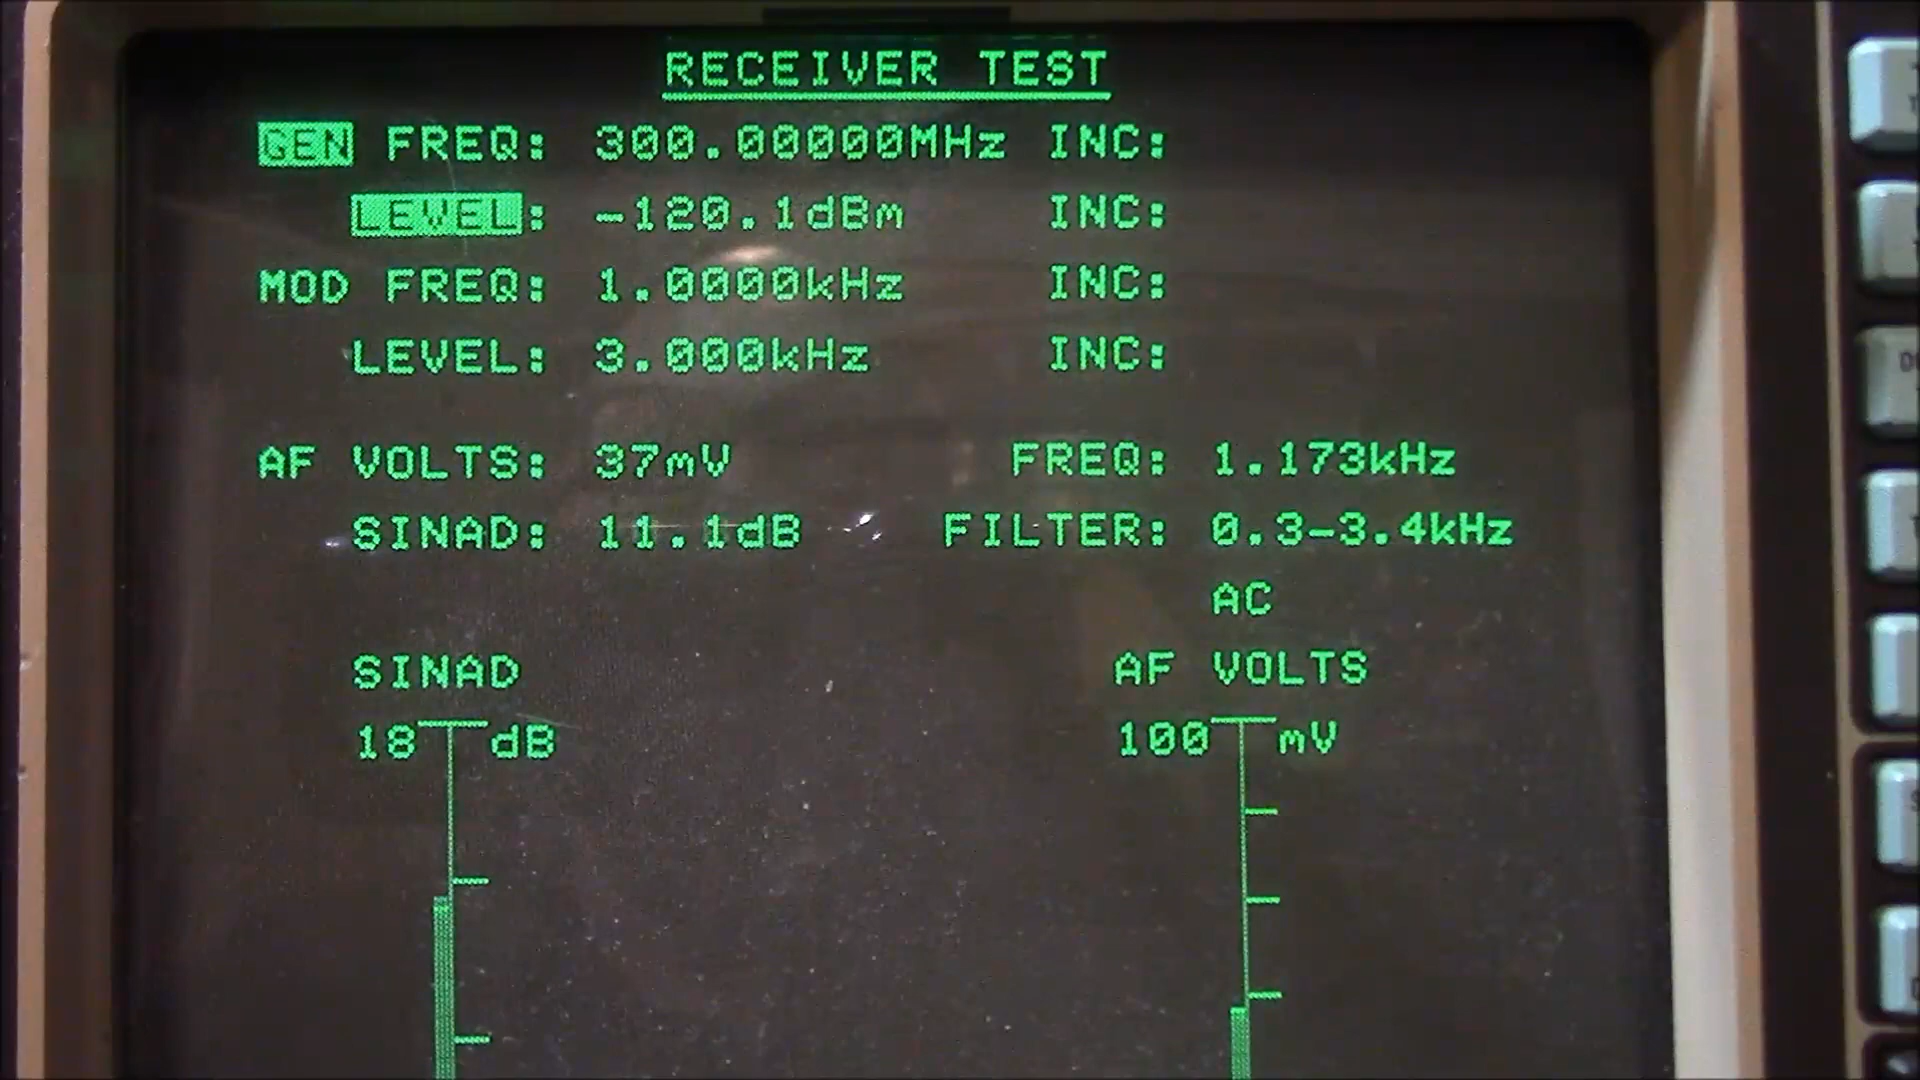 RECEIVER TEST
GEN FREQ: 300.00000MHz INC:
LEVEL: -120.1dBm INC:
MOD FREQ: 1.0000kHz INC:
LEVEL: 3.000kHz INC:
AF VOLTS: 37mV FREQ: 1.173kHz
SINAD: 11.1dB FILTER: 0.3-3.4kHz
AC
SINAD AF VOLTS
18 dB 100 mV